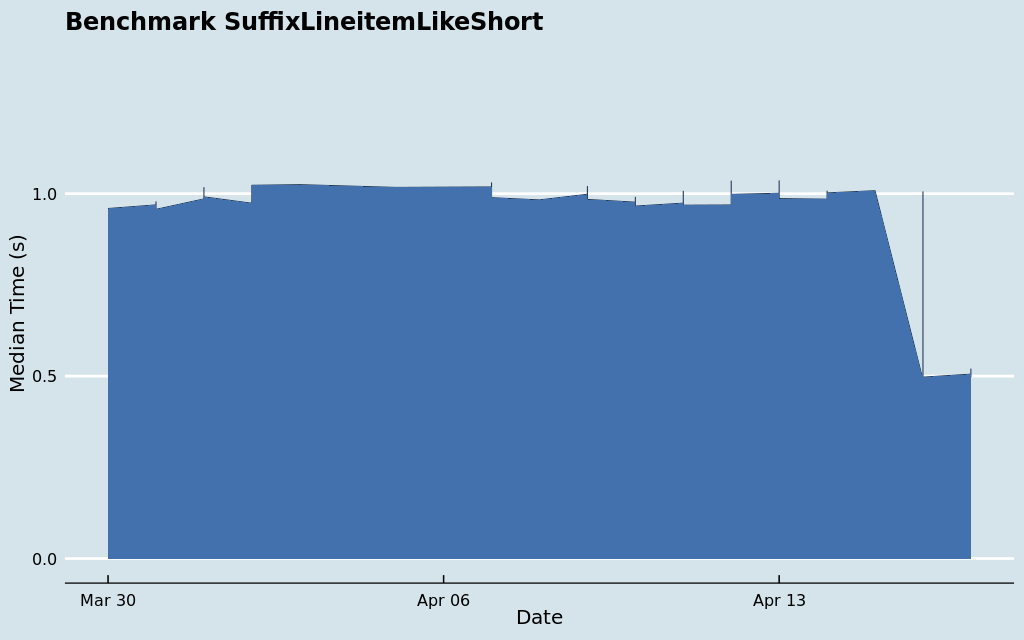 Benchmark SuffixLineitemLikeShort
Median Time (s)
1.0
0.5
0.0
Mar 30
Apr 06
Apr 13
Date